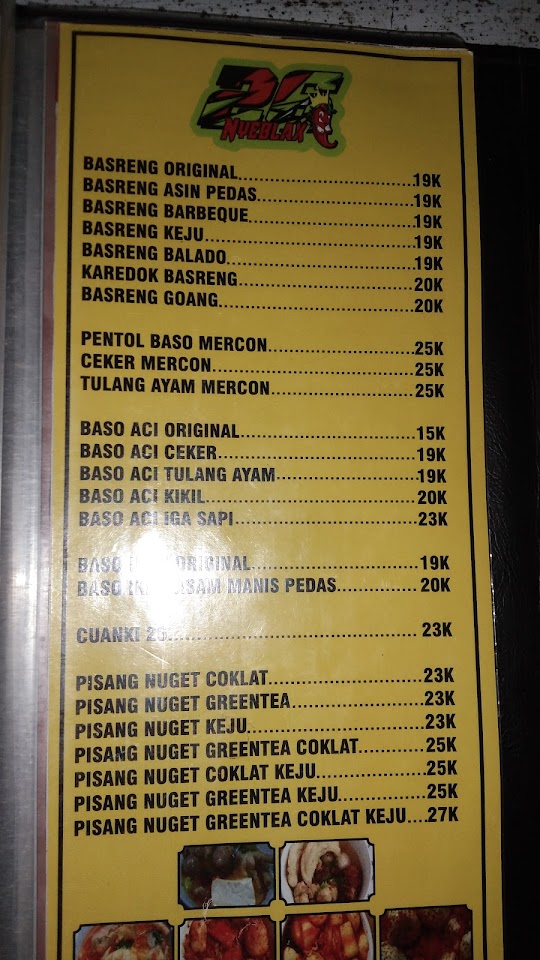 26
NYEBLAX
BASRENG ORIGINAL..........19K
BASRENG ASIN PEDAS..........19K
BASRENG BARBEQUE..........19K
BASRENG KEJU..........19K
BASRENG BALADO..........19K
KAREDOK BASRENG..........20K
BASRENG GOANG..........20K
PENTOL BASO MERCON..........25K
CEKER MERCON..........25K
TULANG AYAM MERCON..........25K
BASO ACI ORIGINAL..........15K
BASO ACI CEKER..........19K
BASO ACI TULANG AYAM..........19K
BASO ACI KIKIL..........20K
BASO ACI IGA SAPI..........23K
BASO ORIGINAL..........19K
BASO ASAM MANIS PEDAS..........20K
CUANKI 26..........23K
PISANG NUGET COKLAT..........23K
PISANG NUGET GREENTEA..........23K
PISANG NUGET KEJU..........23K
PISANG NUGET GREENTEA COKLAT..........25K
PISANG NUGET COKLAT KEJU..........25K
PISANG NUGET GREENTEA KEJU..........25K
PISANG NUGET GREENTEA COKLAT KEJU....27K